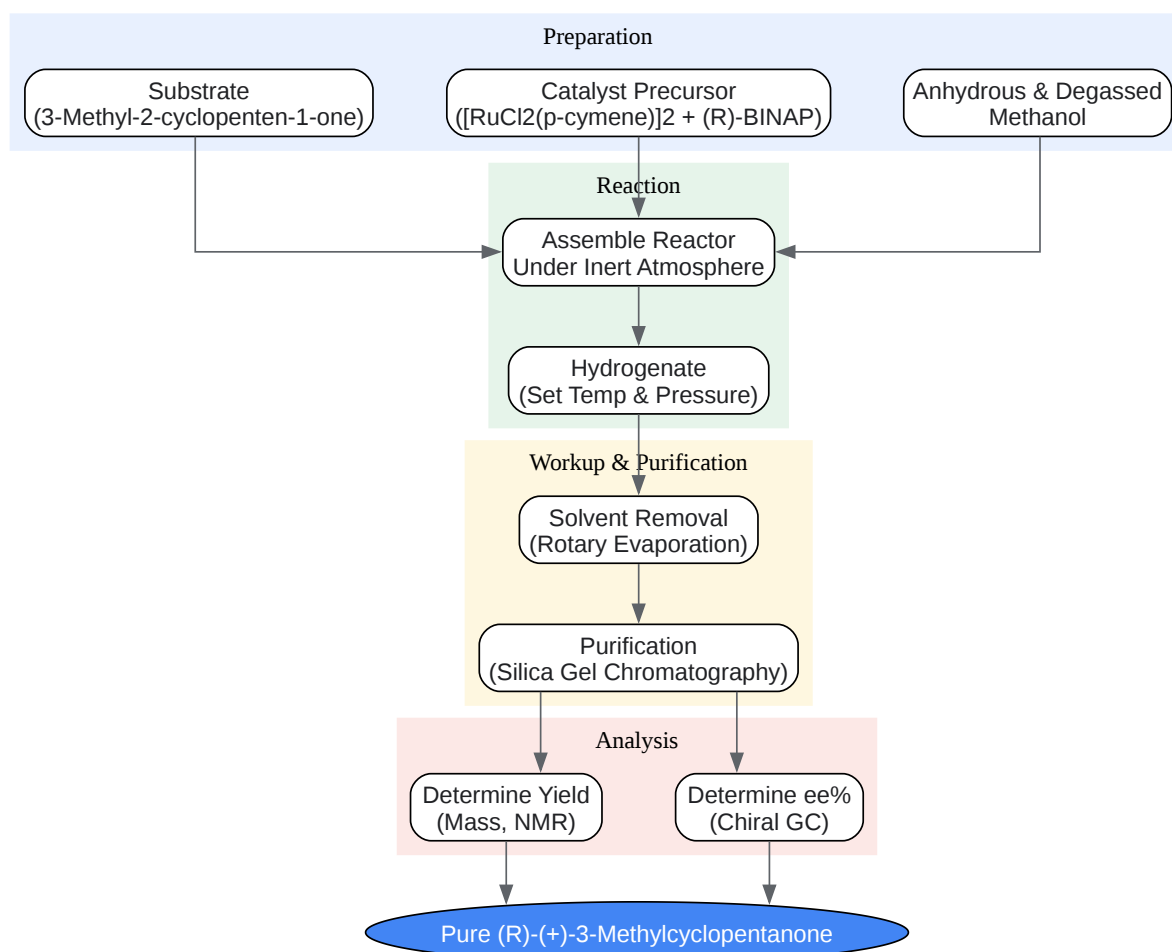 Preparation
Substrate
(3-Methyl-2-cyclopenten-1-one)
Catalyst Precursor
([RuCl2(p-cymene)]2 + (R)-BINAP)
Anhydrous & Degassed
Methanol
Reaction
Assemble Reactor
Under Inert Atmosphere
Hydrogenate
(Set Temp & Pressure)
Workup & Purification
Solvent Removal
(Rotary Evaporation)
Purification
(Silica Gel Chromatography)
Analysis
Determine Yield
(Mass, NMR)
Determine ee%
(Chiral GC)
Pure (R)-(+)-3-Methylcyclopentanone